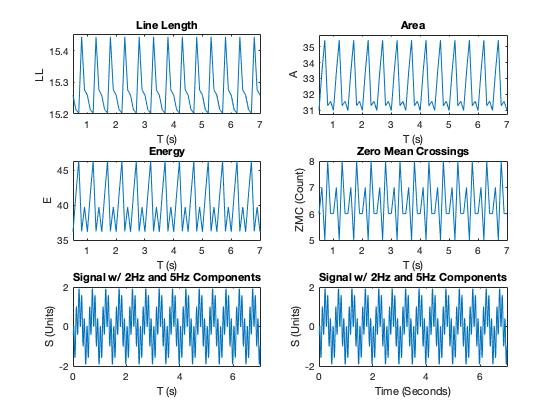 Line Length
Area
15.4
15.3
15.2
LL
1 2 3 4 5 6 7
T (s)
35
34
33
32
31
A
1 2 3 4 5 6 7
T (s)
Energy
Zero Mean Crossings
45
40
35
E
1 2 3 4 5 6 7
T (s)
8
7
6
5
ZMC (Count)
1 2 3 4 5 6 7
T (s)
Signal w/ 2Hz and 5Hz Components
Signal w/ 2Hz and 5Hz Components
2
0
-2
S (Units)
0 2 4 6
T (s)
2
0
-2
S (Units)
0 2 4 6
Time (Seconds)